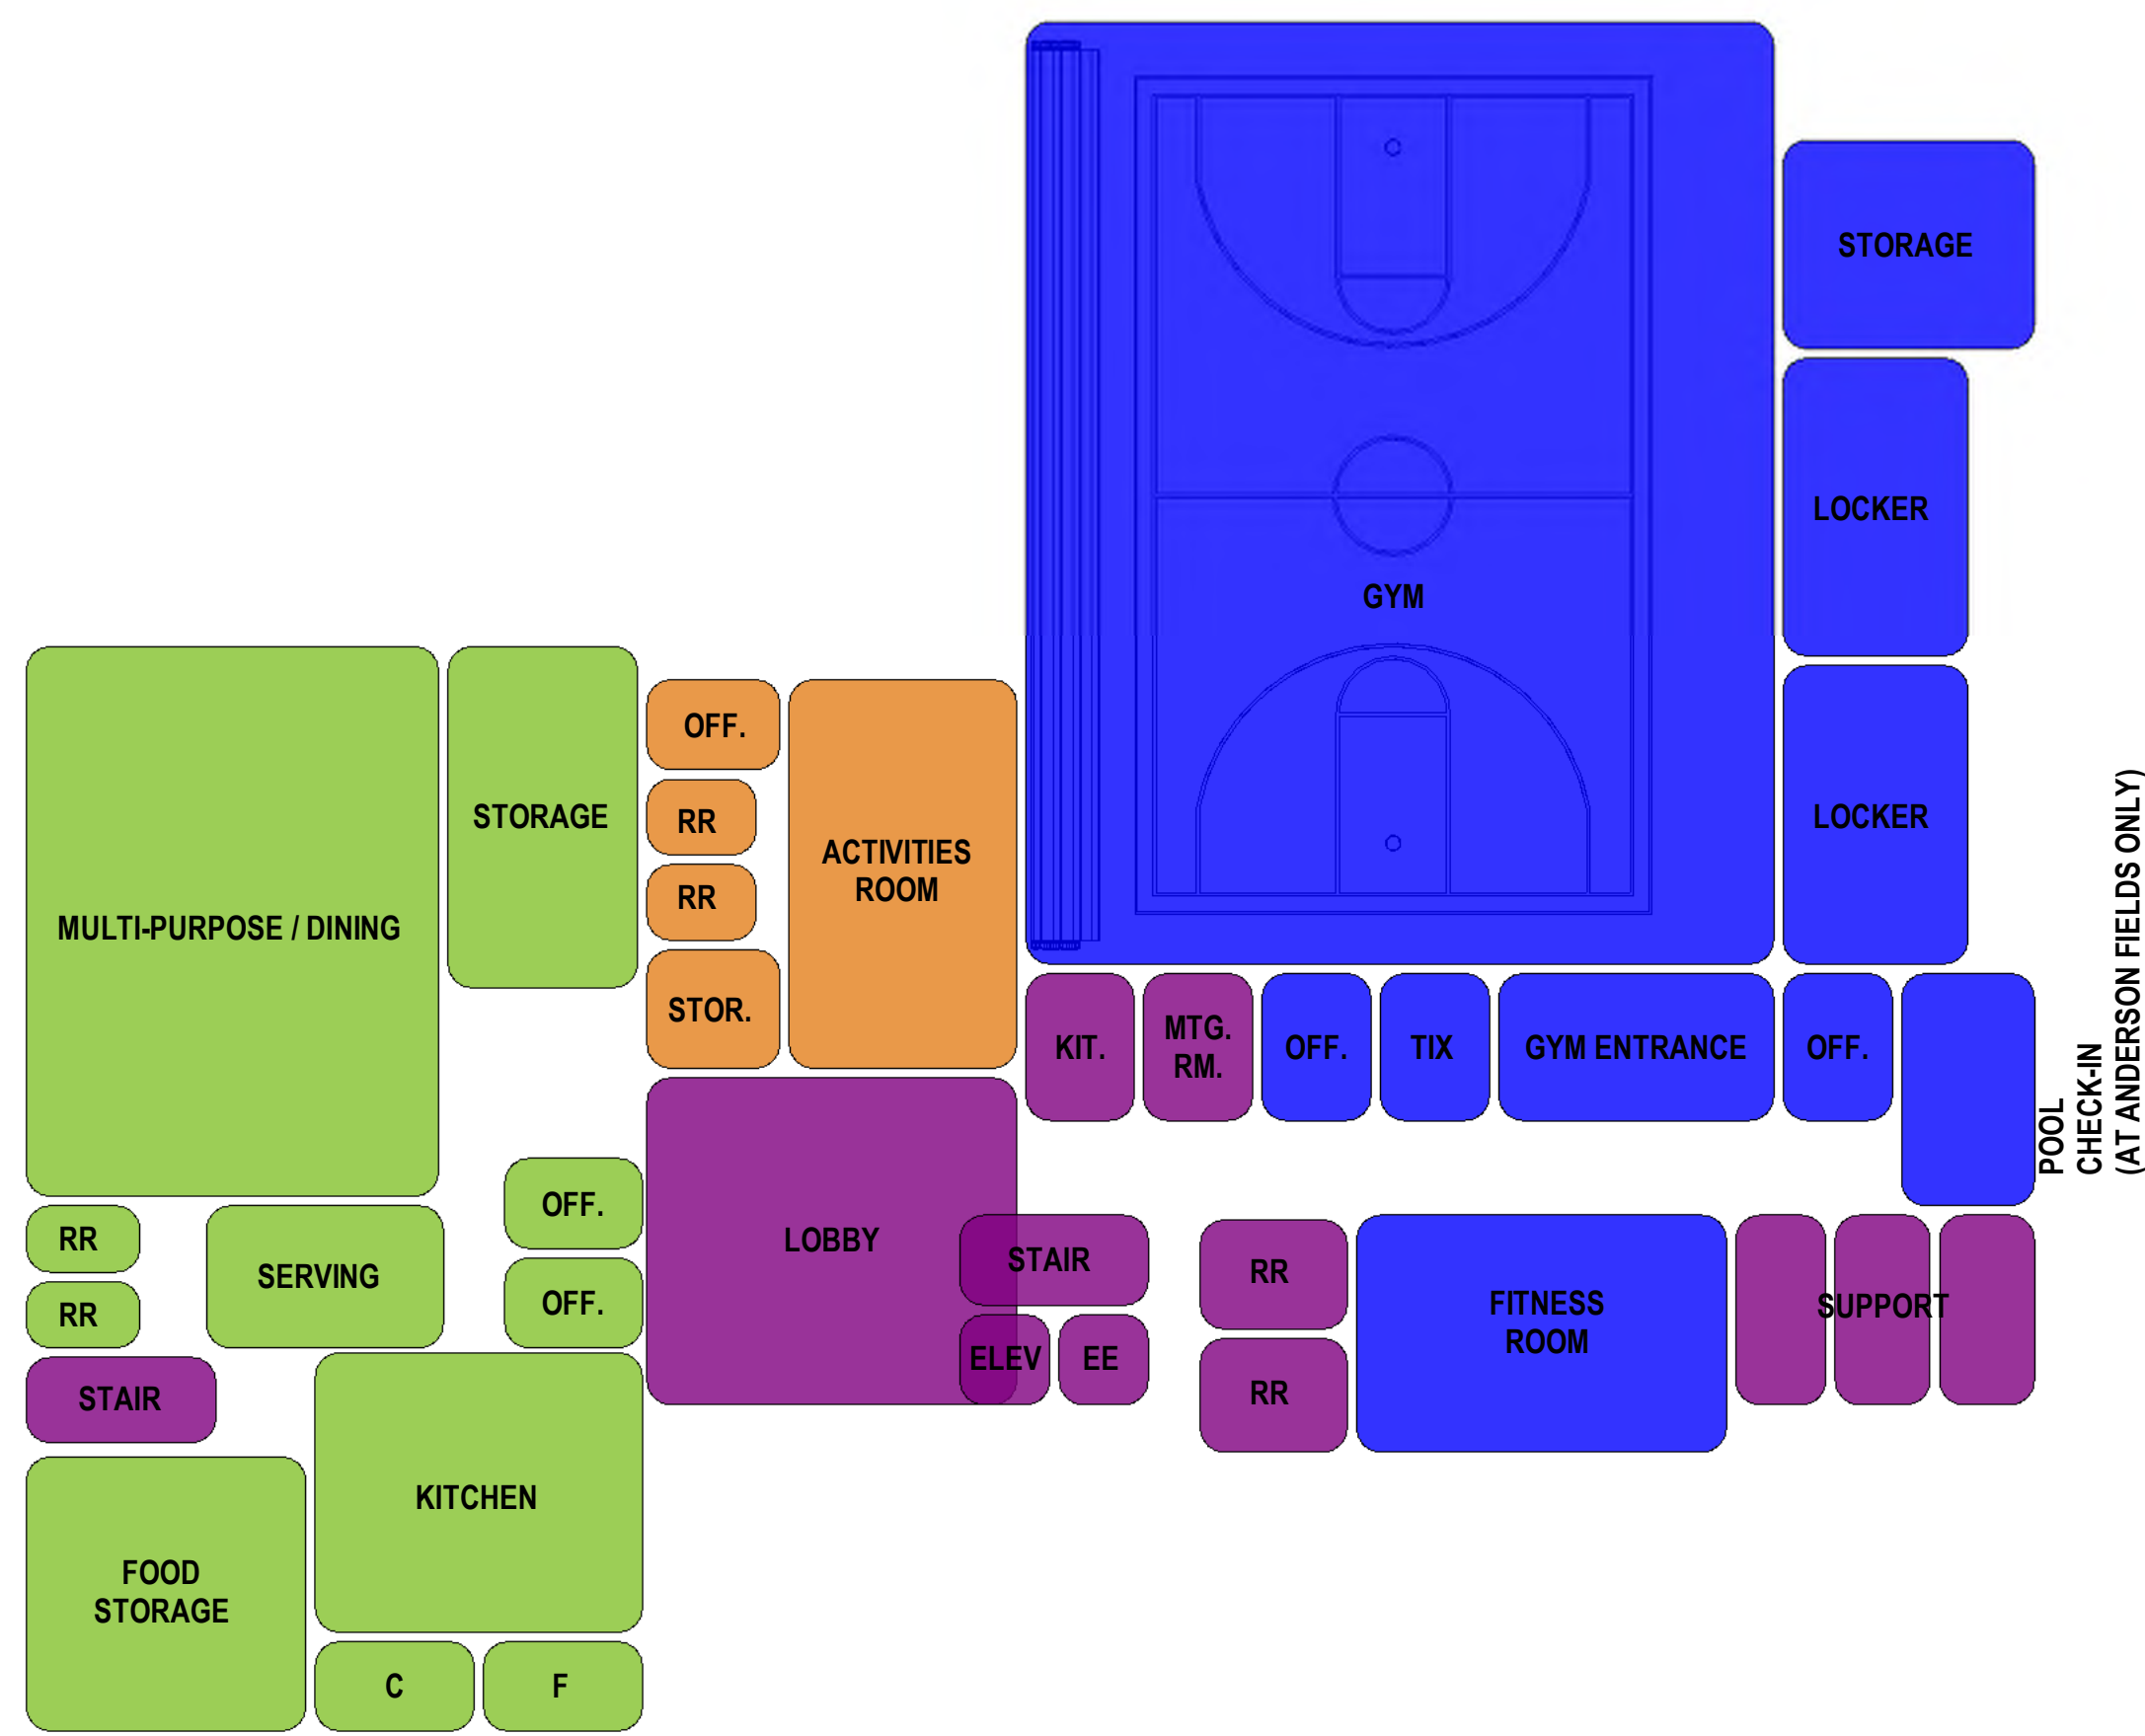 STORAGE
LOCKER
GYM
OFF.
STORAGE
RR
LOCKER
ACTIVITIES
ROOM
RR
MULTI-PURPOSE / DINING
STOR.
KIT.
MTG.
RM.
OFF.
TIX
GYM ENTRANCE
OFF.
POOL
CHECK-IN
(AT ANDERSON FIELDS ONLY)
OFF.
RR
LOBBY
STAIR
SERVING
RR
OFF.
FITNESS
ROOM
SUPPORT
RR
ELEV
EE
STAIR
RR
KITCHEN
FOOD
STORAGE
C
F